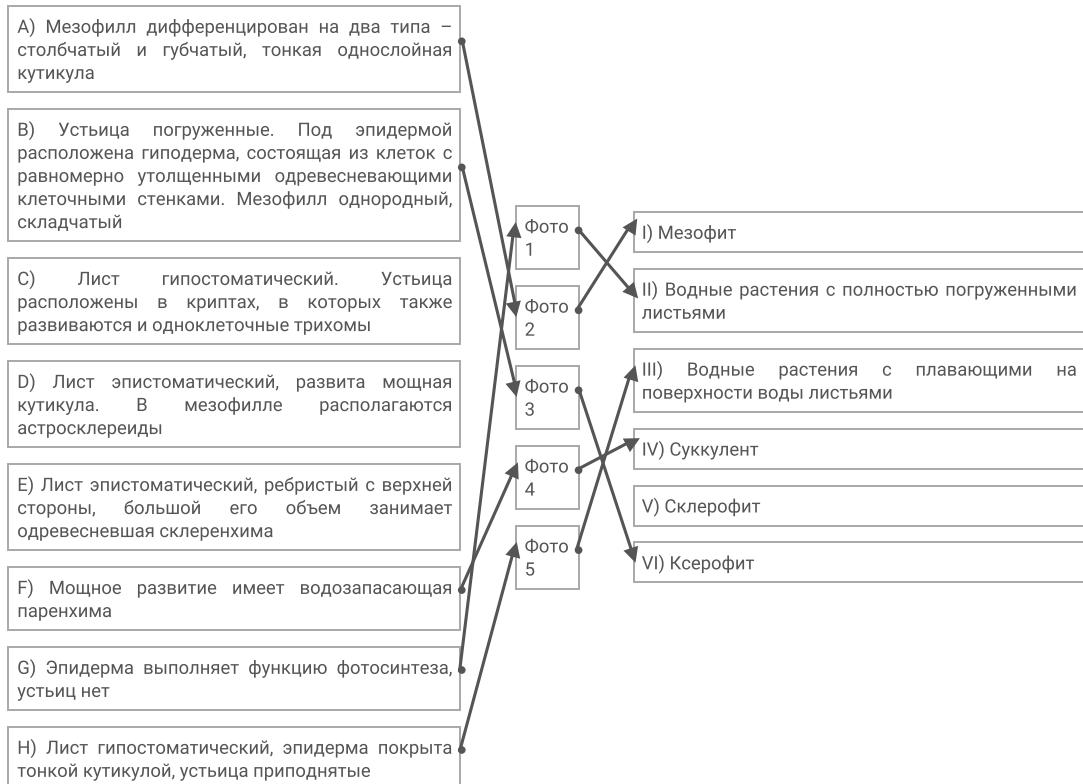 A) Мезофилл дифференцирован на два типа –
столбчатый и губчатый, тонкая однослойная
кутикула
B) Устьица погруженные. Под эпидермой
расположена гиподерма, состоящая из клеток с
равномерно утолщенными одревесневающими
клеточными стенками. Мезофилл однородный,
складчатый
C) Лист гипостоматический. Устьица
расположены в криптах, в которых также
развиваются и одноклеточные трихомы
D) Лист эпистоматический, развита мощная
кутикула. В мезофилле располагаются
астросклереиды
E) Лист эпистоматический, ребристый с верхней
стороны, большой его объем занимает
одревесневшая склеренхима
F) Мощное развитие имеет водозапасающая
паренхима
G) Эпидерма выполняет функцию фотосинтеза,
устьиц нет
H) Лист гипостоматический, эпидерма покрыта
тонкой кутикулой, устьица приподнятые
Фото
1
Фото
2
Фото
3
Фото
4
Фото
5
I) Мезофит
II) Водные растения с полностью погруженными
листьями
III) Водные растения с плавающими на
поверхности воды листьями
IV) Суккулент
V) Склерофит
VI) Ксерофит